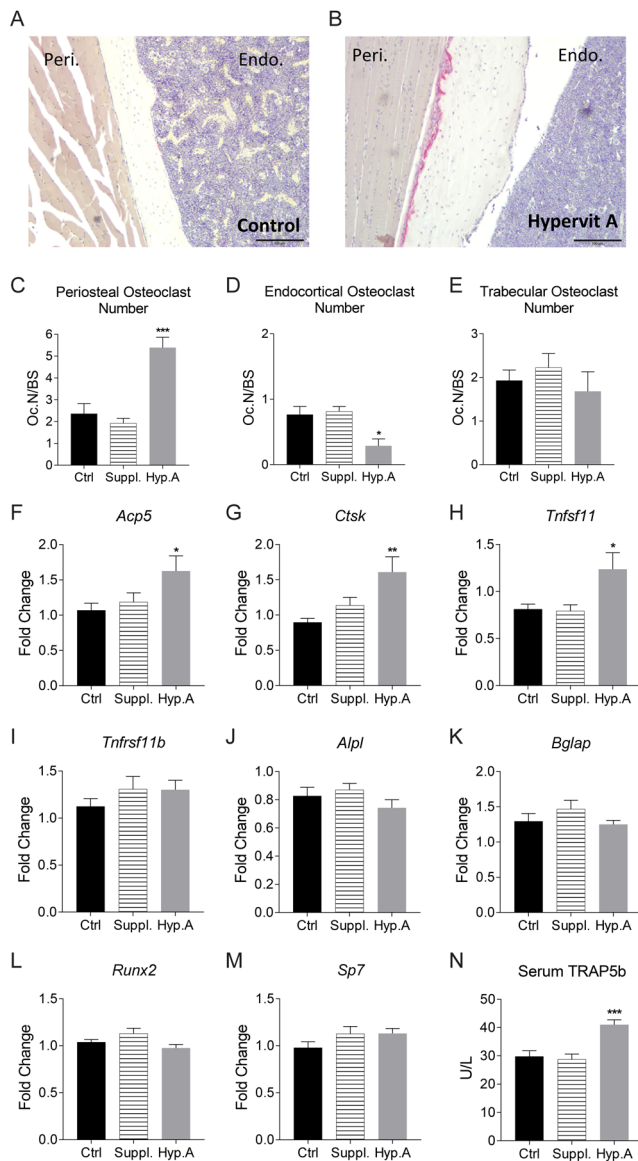 A
B
Peri.
Endo.
Peri.
Endo.
Control
Hypervit A
C
D
E
Periosteal Osteoclast
Number
Endocortical Osteoclast
Number
Trabecular Osteoclast
Number
***
*
Oc.N/BS
6
5
4
3
2
1
0
Oc.N/BS
2
1
0
Oc.N/BS
3
2
1
0
Ctrl Suppl. Hyp.A
Ctrl Suppl. Hyp.A
Ctrl Suppl. Hyp.A
F
G
H
Acp5
Ctsk
Tnfsf11
*
**
*
Fold Change
2.0
1.5
1.0
0.5
0.0
Fold Change
2.0
1.5
1.0
0.5
0.0
Fold Change
1.5
1.0
0.5
0.0
Ctrl Suppl. Hyp.A
Ctrl Suppl. Hyp.A
Ctrl Suppl. Hyp.A
I
J
K
Tnfrsf11b
Alpl
Bglap
Fold Change
1.5
1.0
0.5
0.0
Fold Change
1.0
0.8
0.6
0.4
0.2
0.0
Fold Change
2.0
1.5
1.0
0.5
0.0
Ctrl Suppl. Hyp.A
Ctrl Suppl. Hyp.A
Ctrl Suppl. Hyp.A
L
M
N
Runx2
Sp7
Serum TRAP5b
***
Fold Change
1.5
1.0
0.5
0.0
Fold Change
1.5
1.0
0.5
0.0
U/L
50
40
30
20
10
0
Ctrl Suppl. Hyp.A
Ctrl Suppl. Hyp.A
Ctrl Suppl. Hyp.A